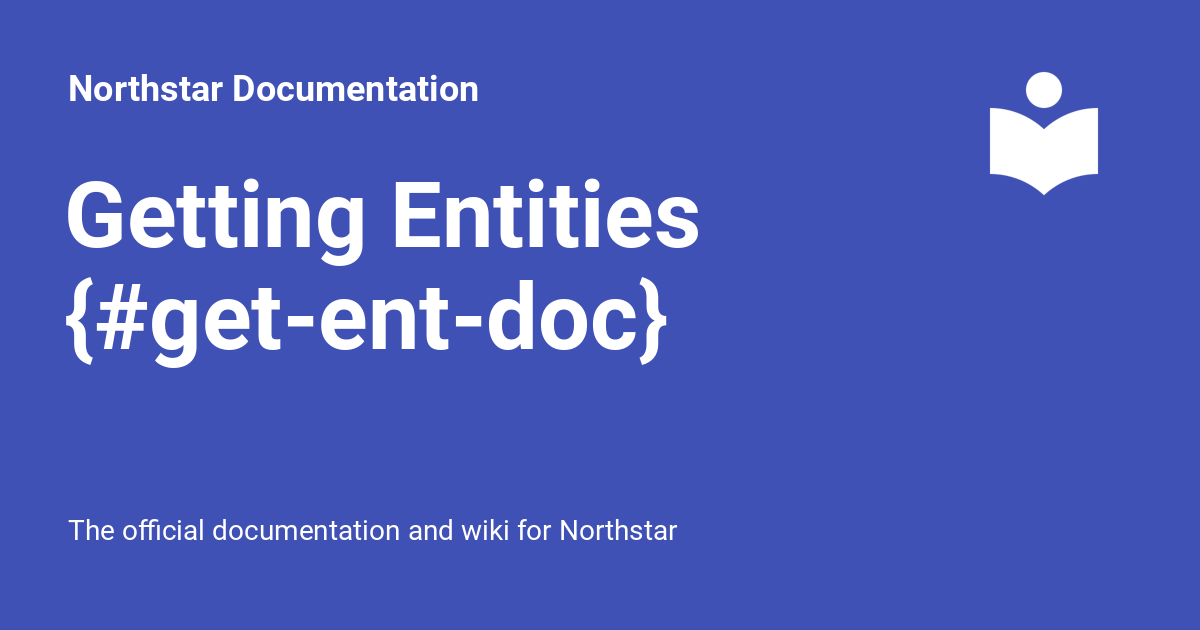 Northstar Documentation
Getting Entities
{#get-ent-doc}
The official documentation and wiki for Northstar